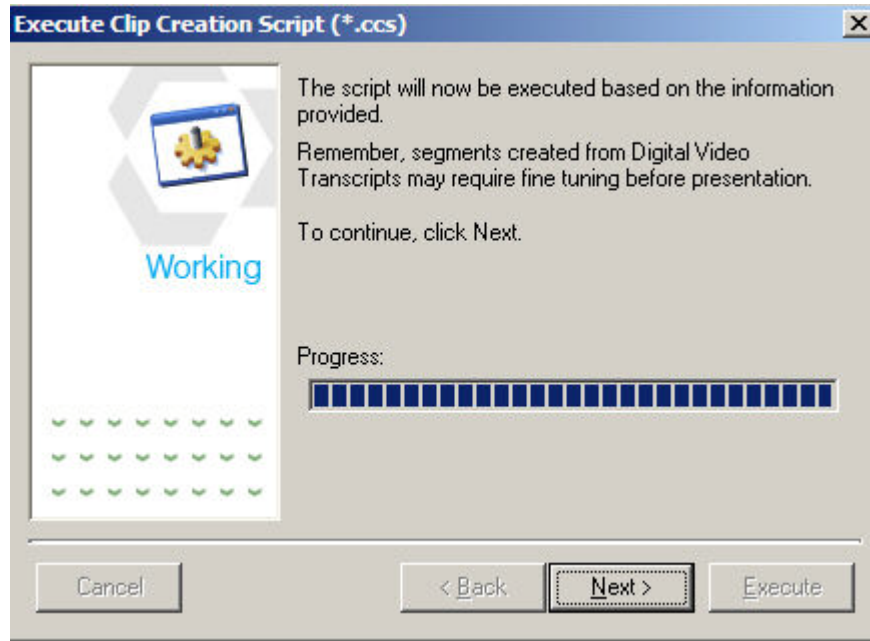 Execute Clip Creation Script (*.ccs)
The script will now be executed based on the information
provided.
Remember, segments created from Digital Video
Transcripts may require fine tuning before presentation.
To continue, click Next.
Working
Progress:
Cancel
< Back
Next >
Execute